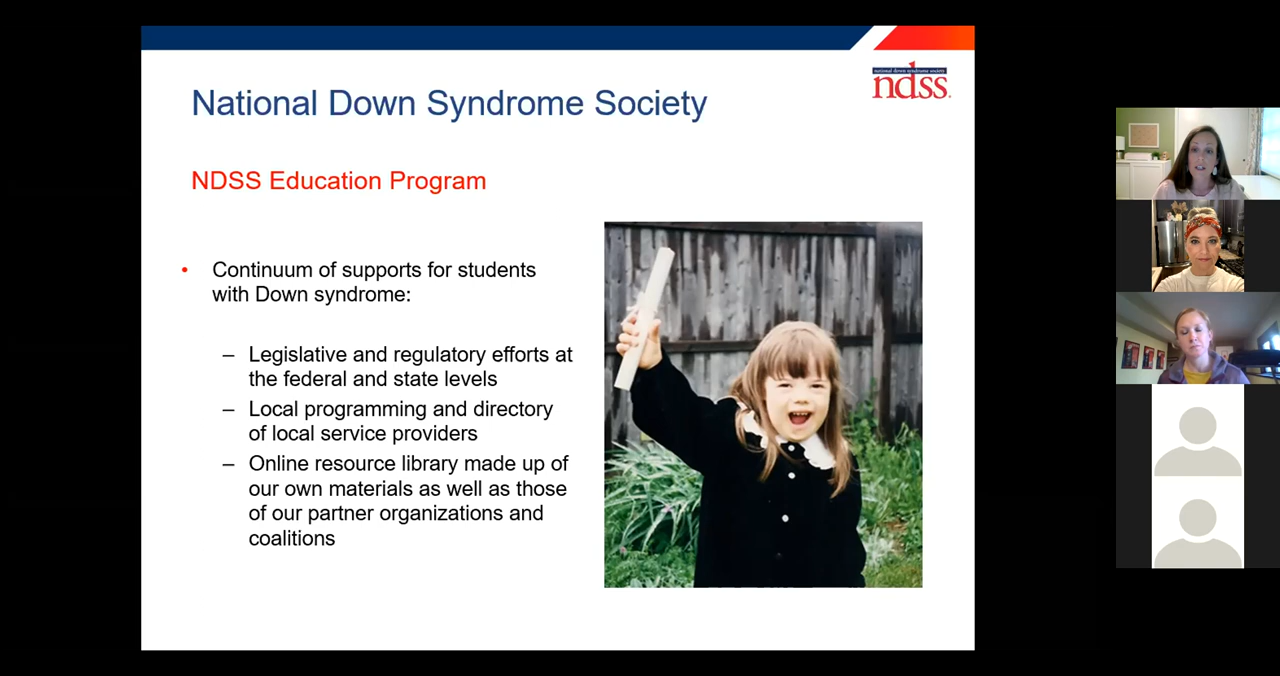 national down syndrome society
ndss.
National Down Syndrome Society
NDSS Education Program
• Continuum of supports for students
with Down syndrome:
– Legislative and regulatory efforts at
the federal and state levels
– Local programming and directory
of local service providers
– Online resource library made up of
our own materials as well as those
of our partner organizations and
coalitions